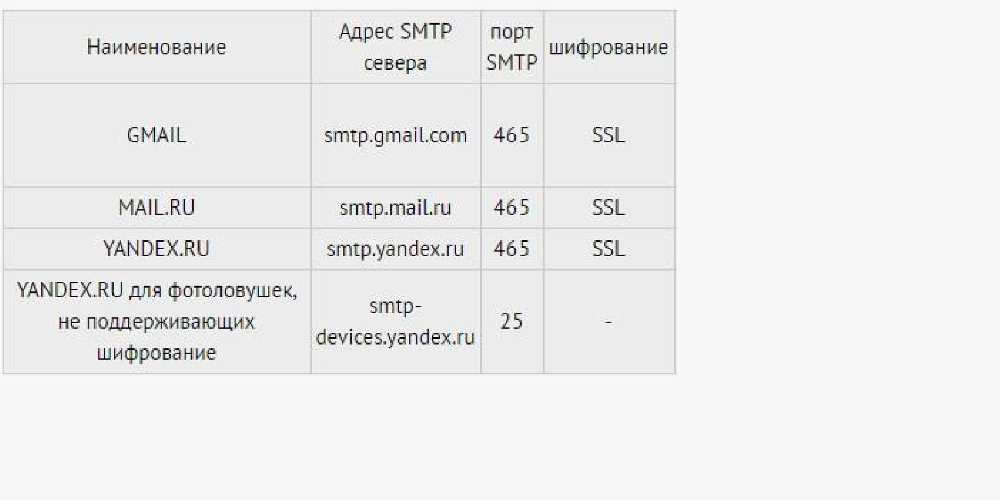 Наименование
Адрес SMTP
севера
порт
SMTP
шифрование
GMAIL
smtp.gmail.com
465
SSL
MAIL.RU
smtp.mail.ru
465
SSL
YANDEX.RU
smtp.yandex.ru
465
SSL
YANDEX.RU для фотоловушек,
не поддерживающих
шифрование
smtp-
devices.yandex.ru
25
-